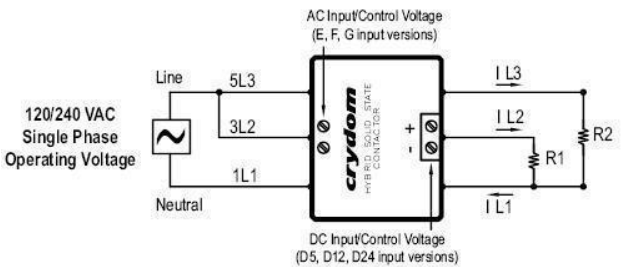 AC Input/Control Voltage
(E, F, G input versions)
120/240 VAC
Single Phase
Operating Voltage
Line
5L3
3L2
1L1
Neutral
crydom
HYBRID SOLID STATE
CONTACTOR
+
-
I L3
I L2
R1
R2
I L1
DC Input/Control Voltage
(D5, D12, D24 input versions)